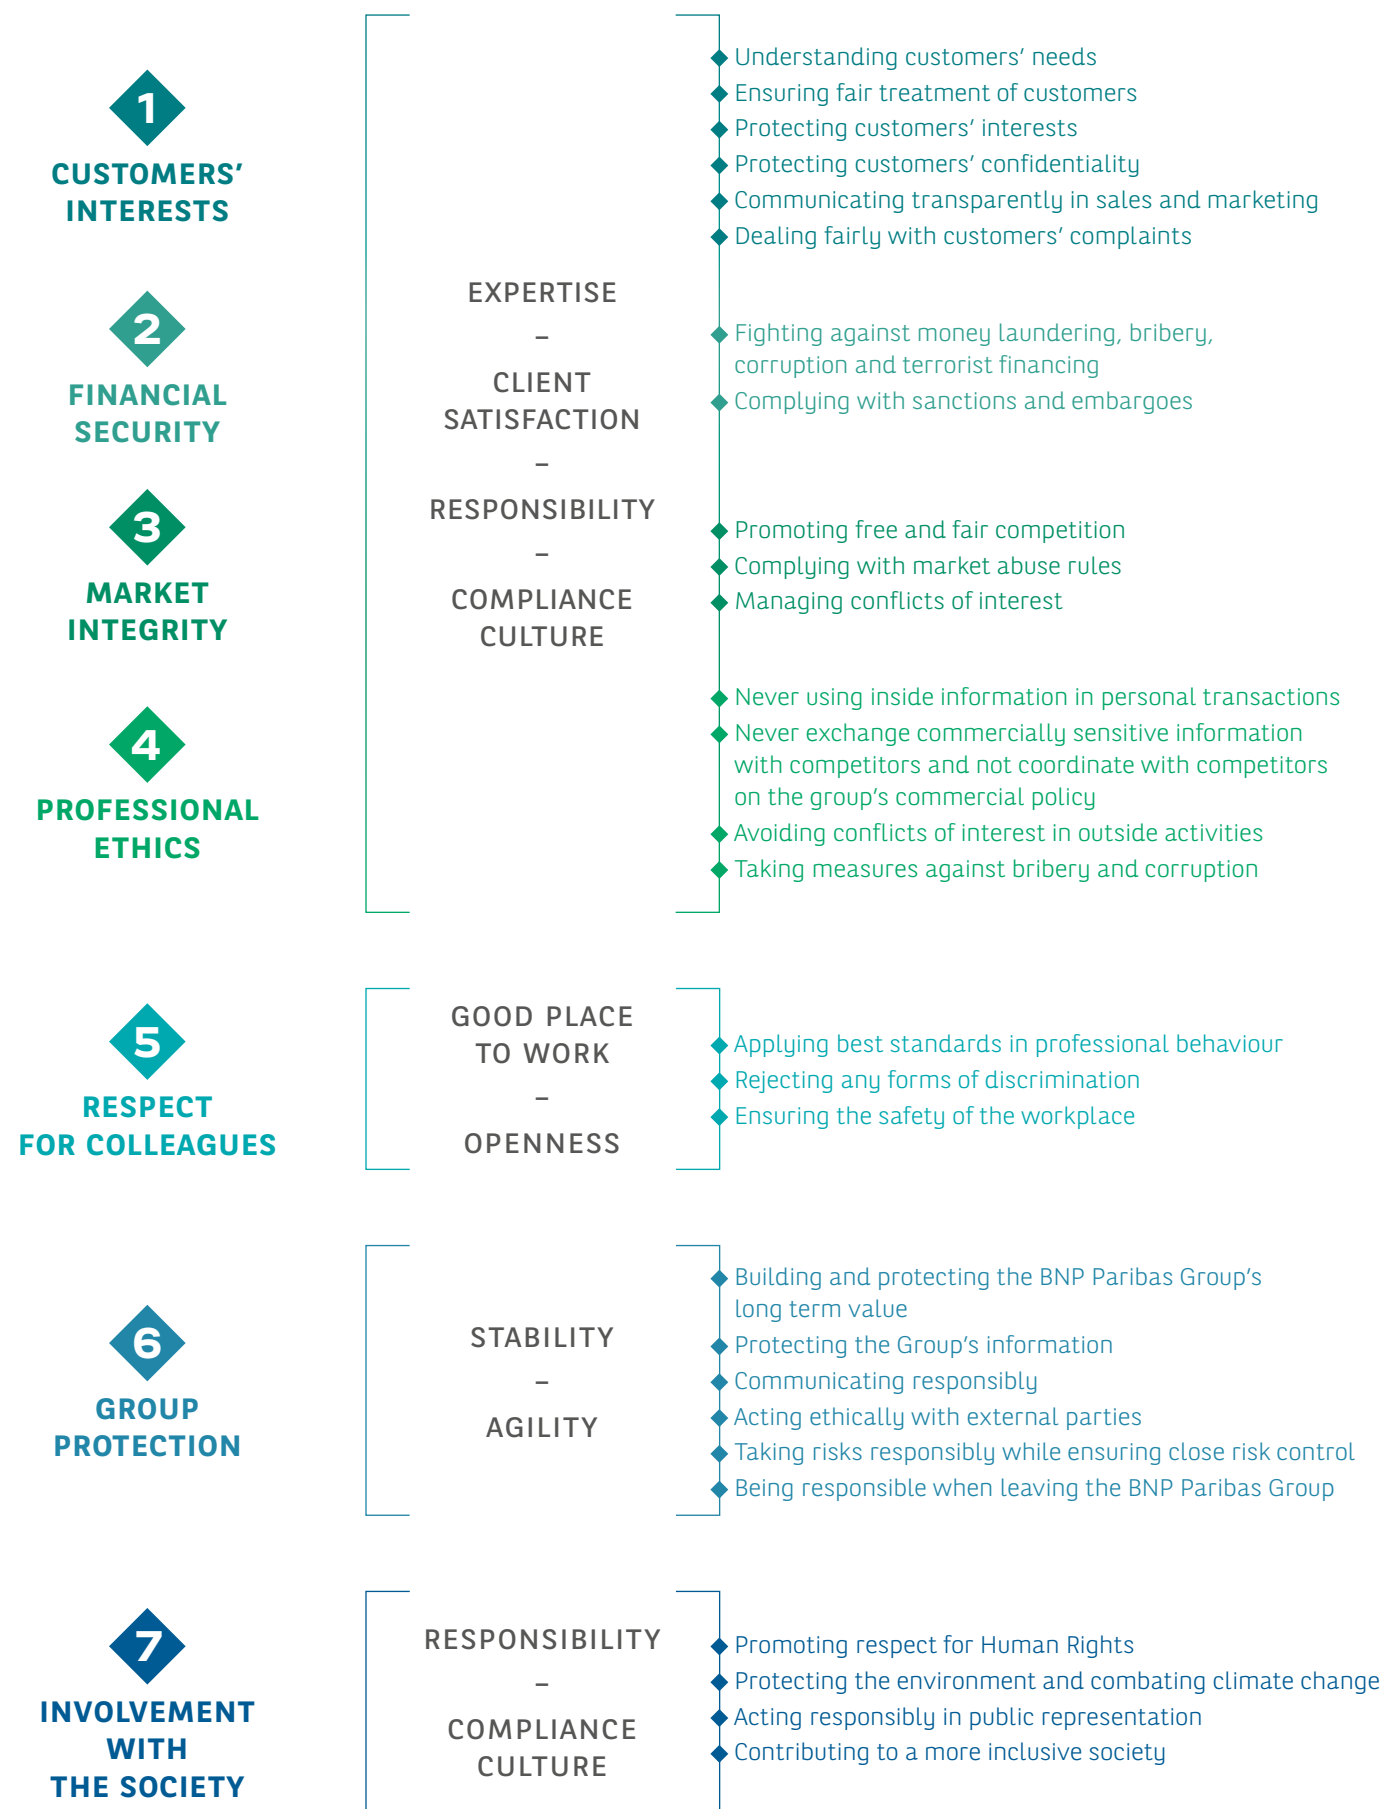 1
CUSTOMERS’
INTERESTS
2
FINANCIAL
SECURITY
3
MARKET
INTEGRITY
4
PROFESSIONAL
ETHICS
EXPERTISE
–
CLIENT
SATISFACTION
–
RESPONSIBILITY
–
COMPLIANCE
CULTURE
Understanding customers’ needs
Ensuring fair treatment of customers
Protecting customers’ interests
Protecting customers’ confidentiality
Communicating transparently in sales and marketing
Dealing fairly with customers’ complaints
Fighting against money laundering, bribery,
corruption and terrorist financing
Complying with sanctions and embargoes
Promoting free and fair competition
Complying with market abuse rules
Managing conflicts of interest
Never using inside information in personal transactions
Never exchange commercially sensitive information
with competitors and not coordinate with competitors
on the group’s commercial policy
Avoiding conflicts of interest in outside activities
Taking measures against bribery and corruption
5
RESPECT
FOR COLLEAGUES
GOOD PLACE
TO WORK
–
OPENNESS
Applying best standards in professional behaviour
Rejecting any forms of discrimination
Ensuring the safety of the workplace
6
GROUP
PROTECTION
STABILITY
–
AGILITY
Building and protecting the BNP Paribas Group’s
long term value
Protecting the Group’s information
Communicating responsibly
Acting ethically with external parties
Taking risks responsibly while ensuring close risk control
Being responsible when leaving the BNP Paribas Group
7
INVOLVEMENT
WITH
THE SOCIETY
RESPONSIBILITY
–
COMPLIANCE
CULTURE
Promoting respect for Human Rights
Protecting the environment and combating climate change
Acting responsibly in public representation
Contributing to a more inclusive society